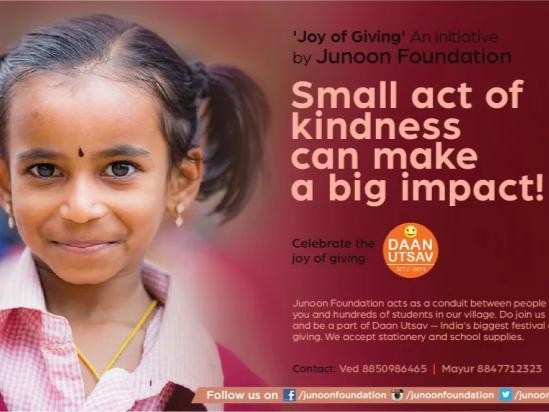 'Joy of Giving' An initiative
by Junoon Foundation
Small act of
kindness
can make
a big impact!
Celebrate the
joy of giving
DAAN
UTSAV
Junoon Foundation acts as a conduit between people
you and hundreds of students in our village. Do join us
and be a part of Daan Utsav — India's biggest festival
giving. We accept stationery and school supplies.
Contact: Ved 8850986465 | Mayur 8847712323
Follow us on /junoonfoundation /junoonfoundation /junoon